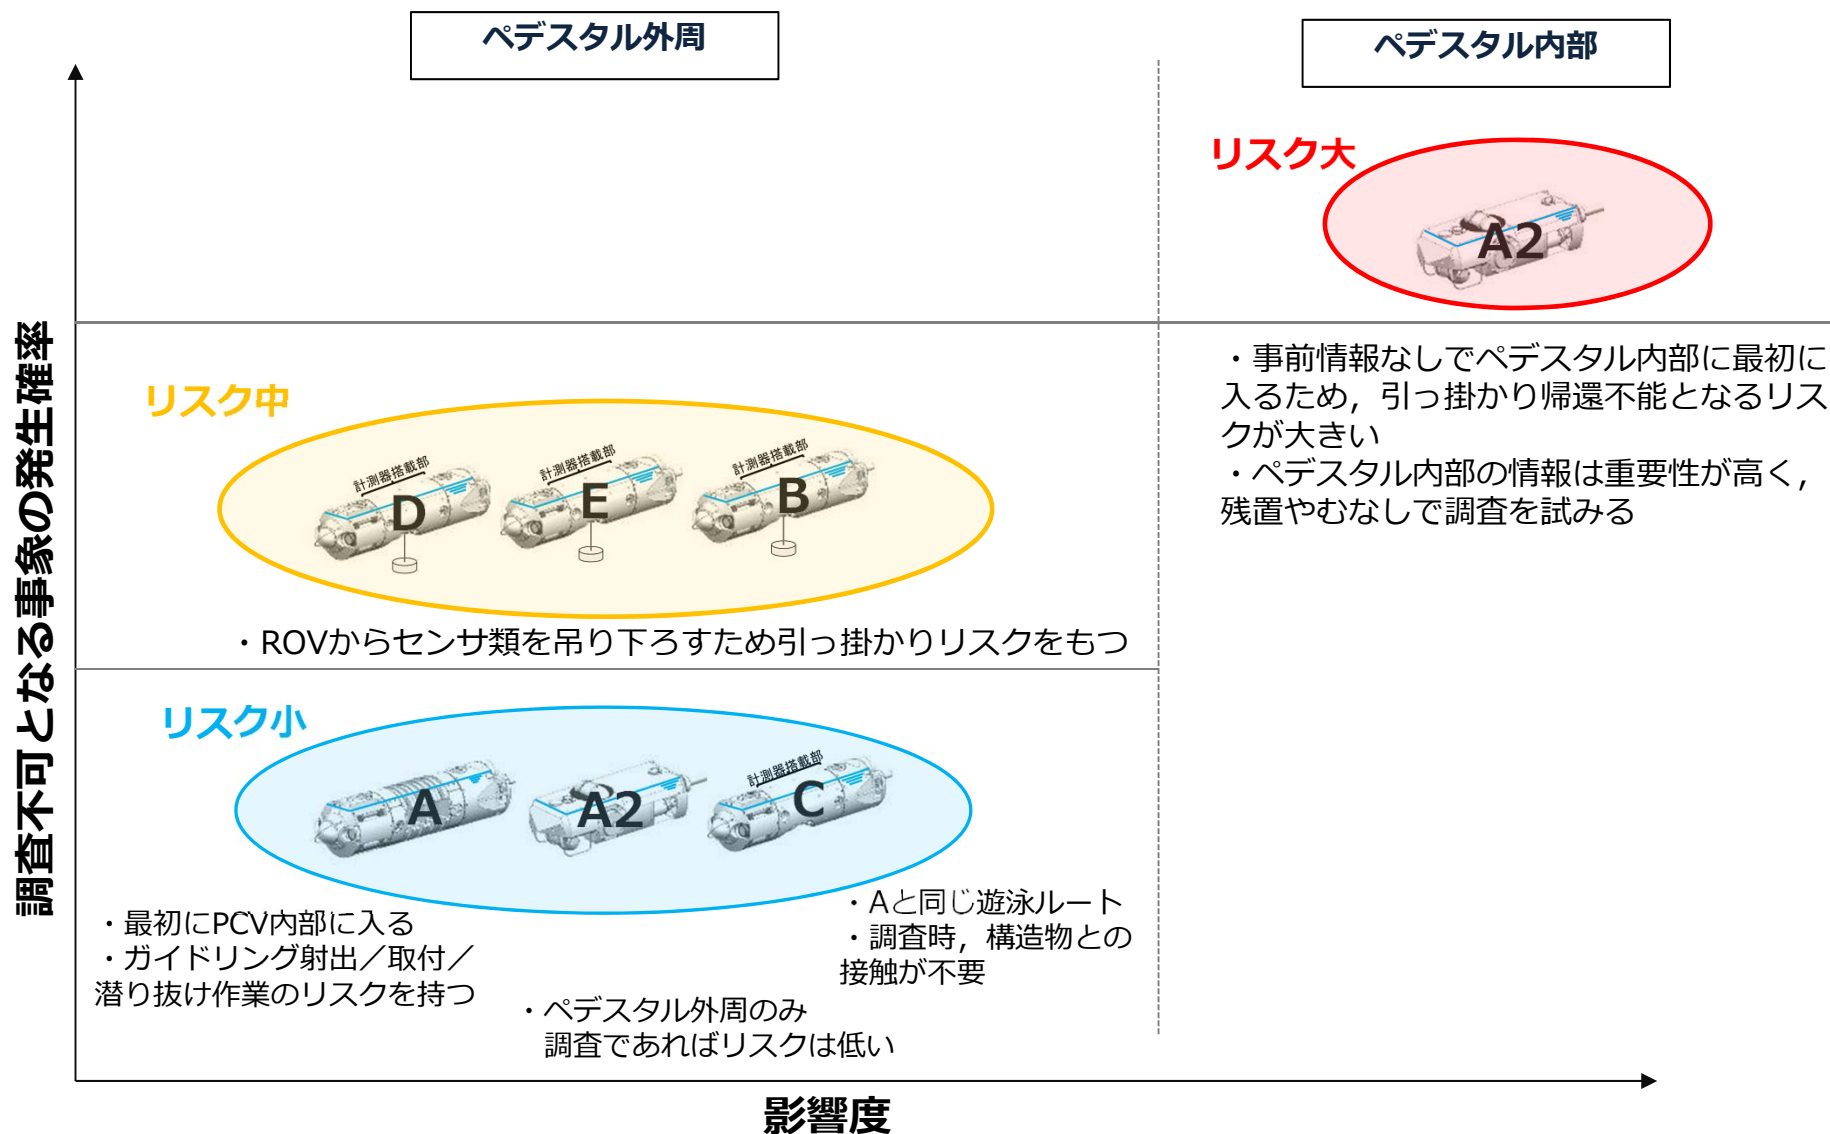 ペデスタル外周
ペデスタル内部
調査不可となる事象の発生確率
リスク大
A2
・事前情報なしでペデスタル内部に最初に
入るため，引っ掛かり帰還不能となるリス
クが大きい
・ペデスタル内部の情報は重要性が高く，
残置やむなしで調査を試みる
リスク中
計測器搭載部
D
計測器搭載部
E
計測器搭載部
B
・ROVからセンサ類を吊り下ろすため引っ掛かりリスクをもつ
リスク小
A
A2
計測器搭載部
C
・最初にPCV内部に入る
・ガイドリング射出／取付／
潜り抜け作業のリスクを持つ
・ペデスタル外周のみ
調査であればリスクは低い
・Aと同じ遊泳ルート
・調査時，構造物との
接触が不要
影響度